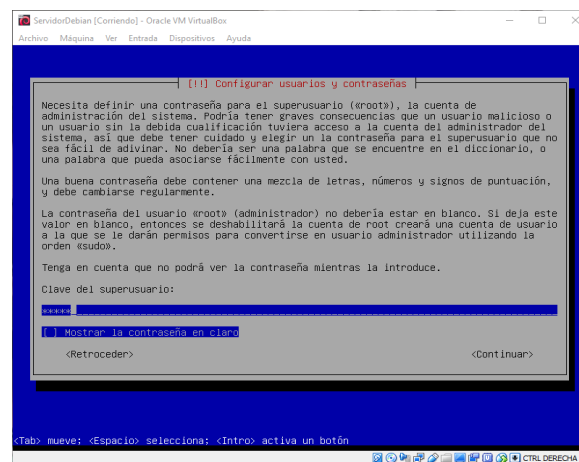 ServidorDebian [Corriendo] - Oracle VM VirtualBox
Archivo Máquina Ver Entrada Dispositivos Ayuda
[!!] Configurar usuarios y contraseñas
Necesita definir una contraseña para el superusuario («root»), la cuenta de
administración del sistema. Podría tener graves consecuencias que un usuario malicioso o
un usuario sin la debida cualificación tuviera acceso a la cuenta del administrador del
sistema, así que debe tener cuidado y elegir un la contraseña para el superusuario que no
sea fácil de adivinar. No debería ser una palabra que se encuentre en el diccionario, o
una palabra que pueda asociarse fácilmente con usted.
Una buena contraseña debe contener una mezcla de letras, números y signos de puntuación,
y debe cambiarse regularmente.
La contraseña del usuario «root» (administrador) no debería estar en blanco. Si deja este
valor en blanco, entonces se deshabilitará la cuenta de root creará una cuenta de usuario
a la que se le darán permisos para convertirse en usuario administrador utilizando la
orden «sudo».
Tenga en cuenta que no podrá ver la contraseña mientras la introduce.
Clave del superusuario:
*****
[ ] Mostrar la contraseña en claro
<Retroceder> <Continuar>
<Tab> mueve; <Espacio> selecciona; <Intro> activa un botón
CTRL DERECHA